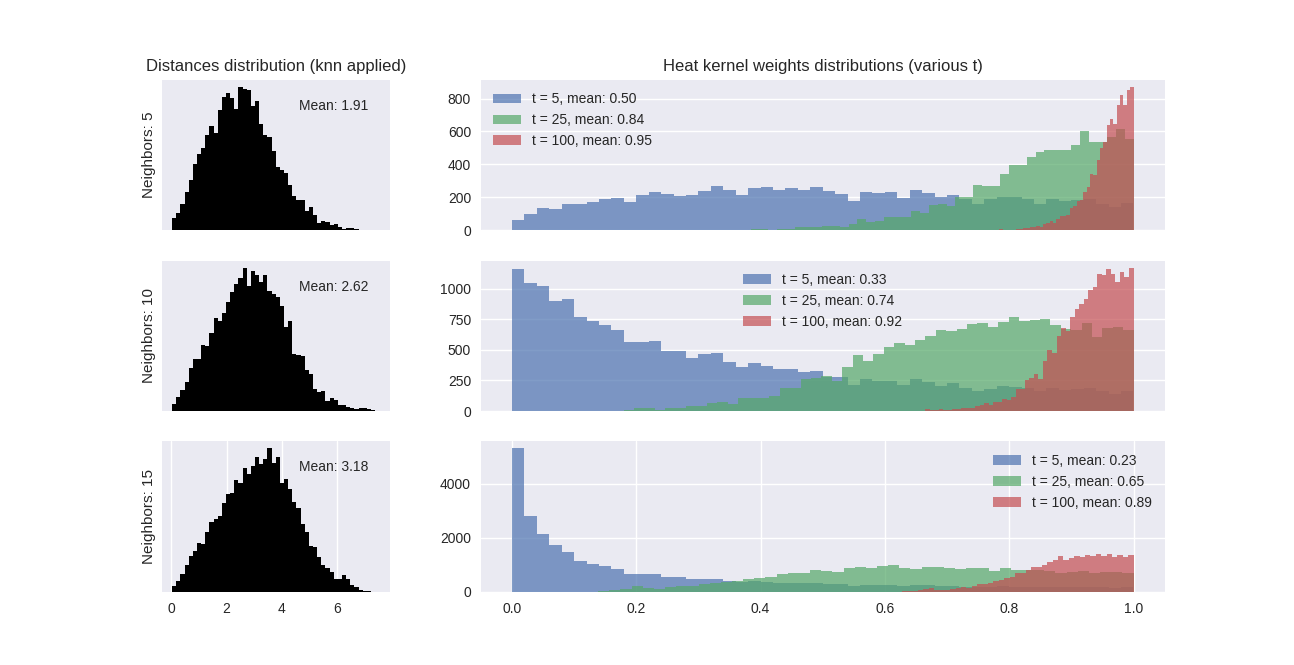 Distances distribution (knn applied)
Heat kernel weights distributions (various t)
Neighbors: 5
Mean: 1.91
800
600
400
200
0
t = 5, mean: 0.50
t = 25, mean: 0.84
t = 100, mean: 0.95
Neighbors: 10
Mean: 2.62
1000
750
500
250
0
t = 5, mean: 0.33
t = 25, mean: 0.74
t = 100, mean: 0.92
Neighbors: 15
Mean: 3.18
0 2 4 6
4000
2000
0
t = 5, mean: 0.23
t = 25, mean: 0.65
t = 100, mean: 0.89
0.0 0.2 0.4 0.6 0.8 1.0